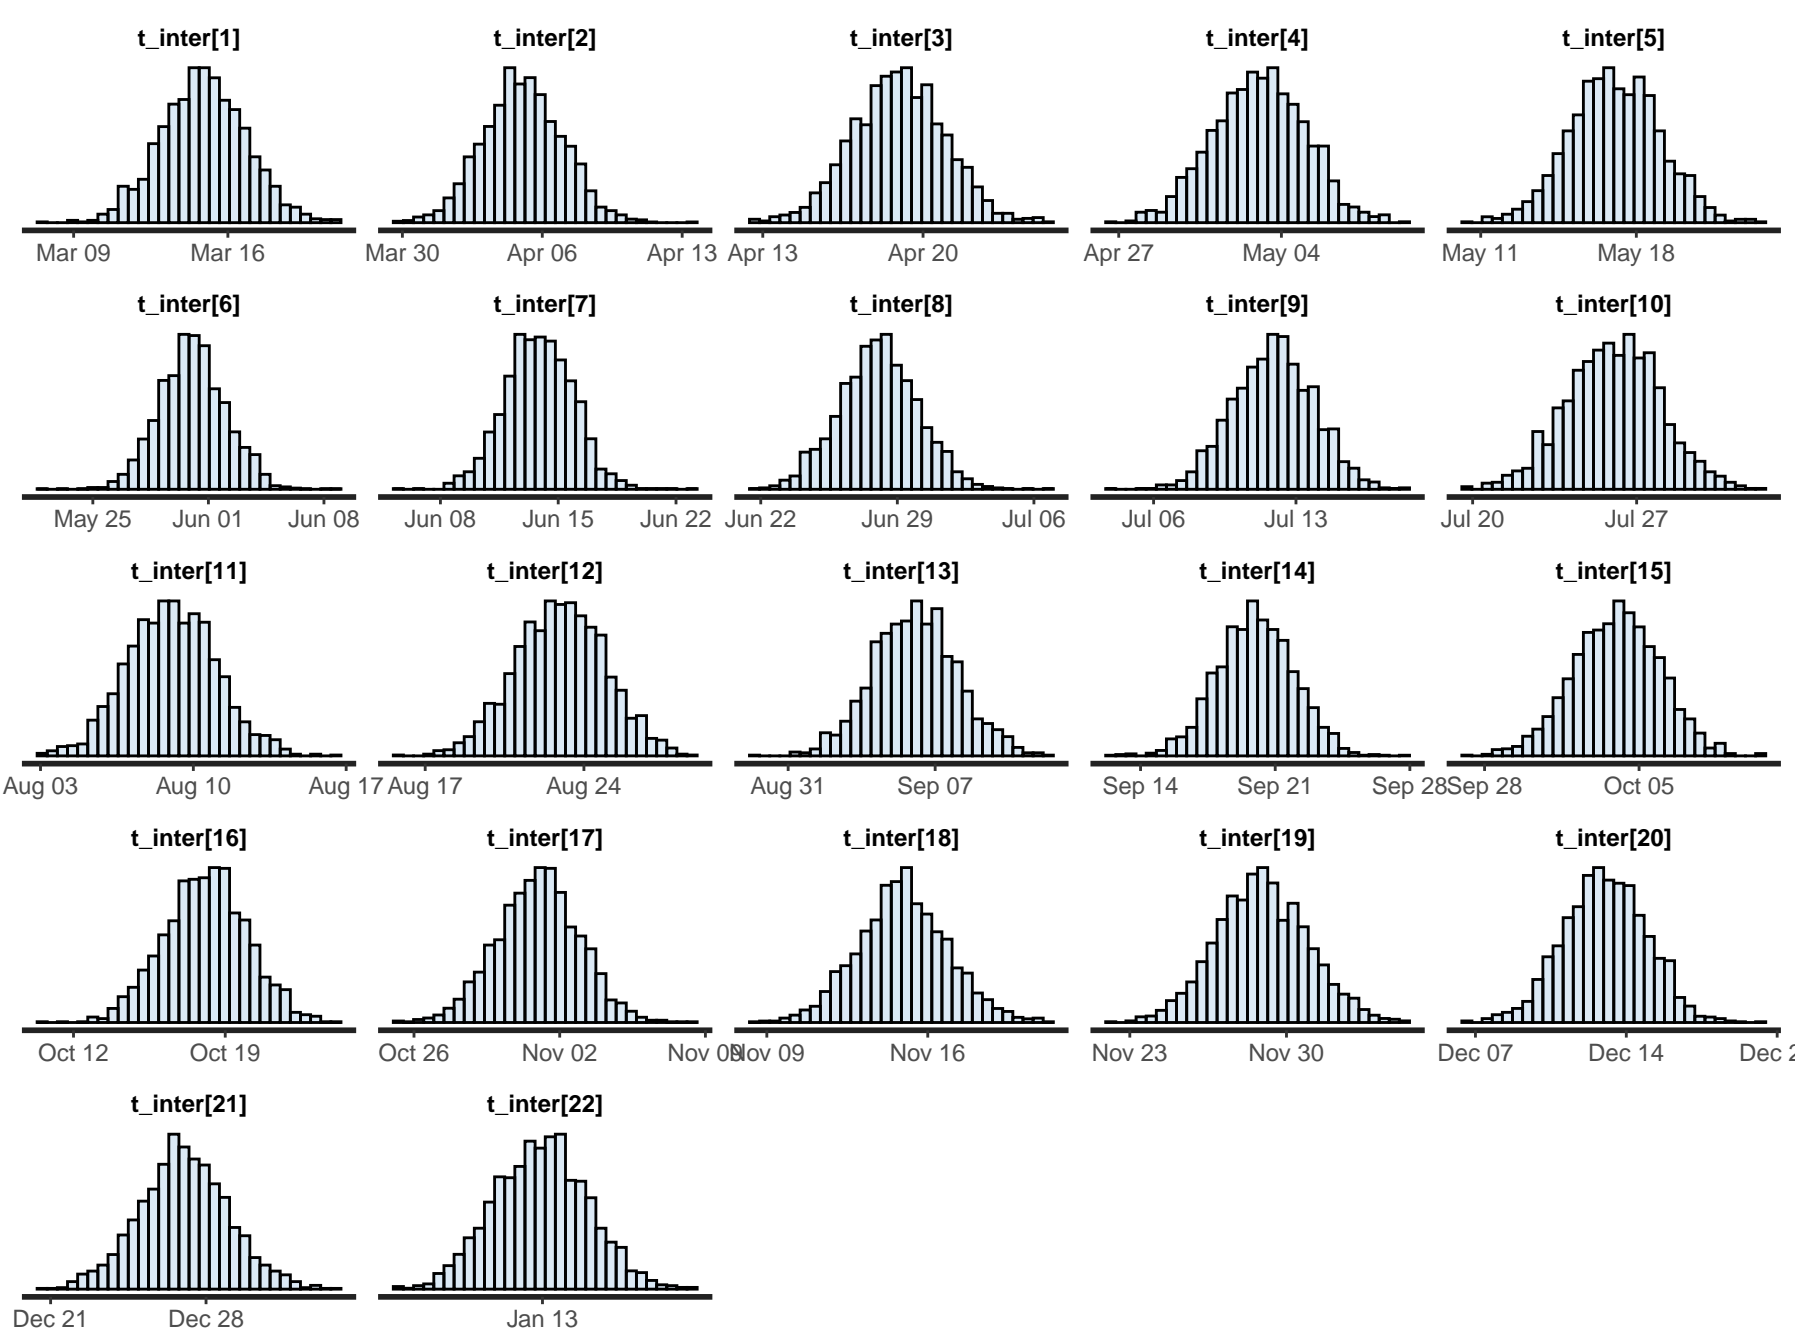 t_inter[1] t_inter[2] t_inter[3] t_inter[4] t_inter[5]
Mar 09 Mar 16 Mar 30 Apr 06 Apr 13 Apr 13 Apr 20 Apr 27 May 04 May 11 May 18
t_inter[6] t_inter[7] t_inter[8] t_inter[9] t_inter[10]
May 25 Jun 01 Jun 08 Jun 08 Jun 15 Jun 22 Jun 22 Jun 29 Jul 06 Jul 06 Jul 13 Jul 20 Jul 27
t_inter[11] t_inter[12] t_inter[13] t_inter[14] t_inter[15]
Aug 03 Aug 10 Aug 17 Aug 17 Aug 24 Aug 31 Sep 07 Sep 14 Sep 21 Sep 28 Sep 28 Oct 05
t_inter[16] t_inter[17] t_inter[18] t_inter[19] t_inter[20]
Oct 12 Oct 19 Oct 26 Nov 02 Nov 09 Nov 09 Nov 16 Nov 23 Nov 30 Dec 07 Dec 14 Dec 2
t_inter[21] t_inter[22]
Dec 21 Dec 28 Jan 13